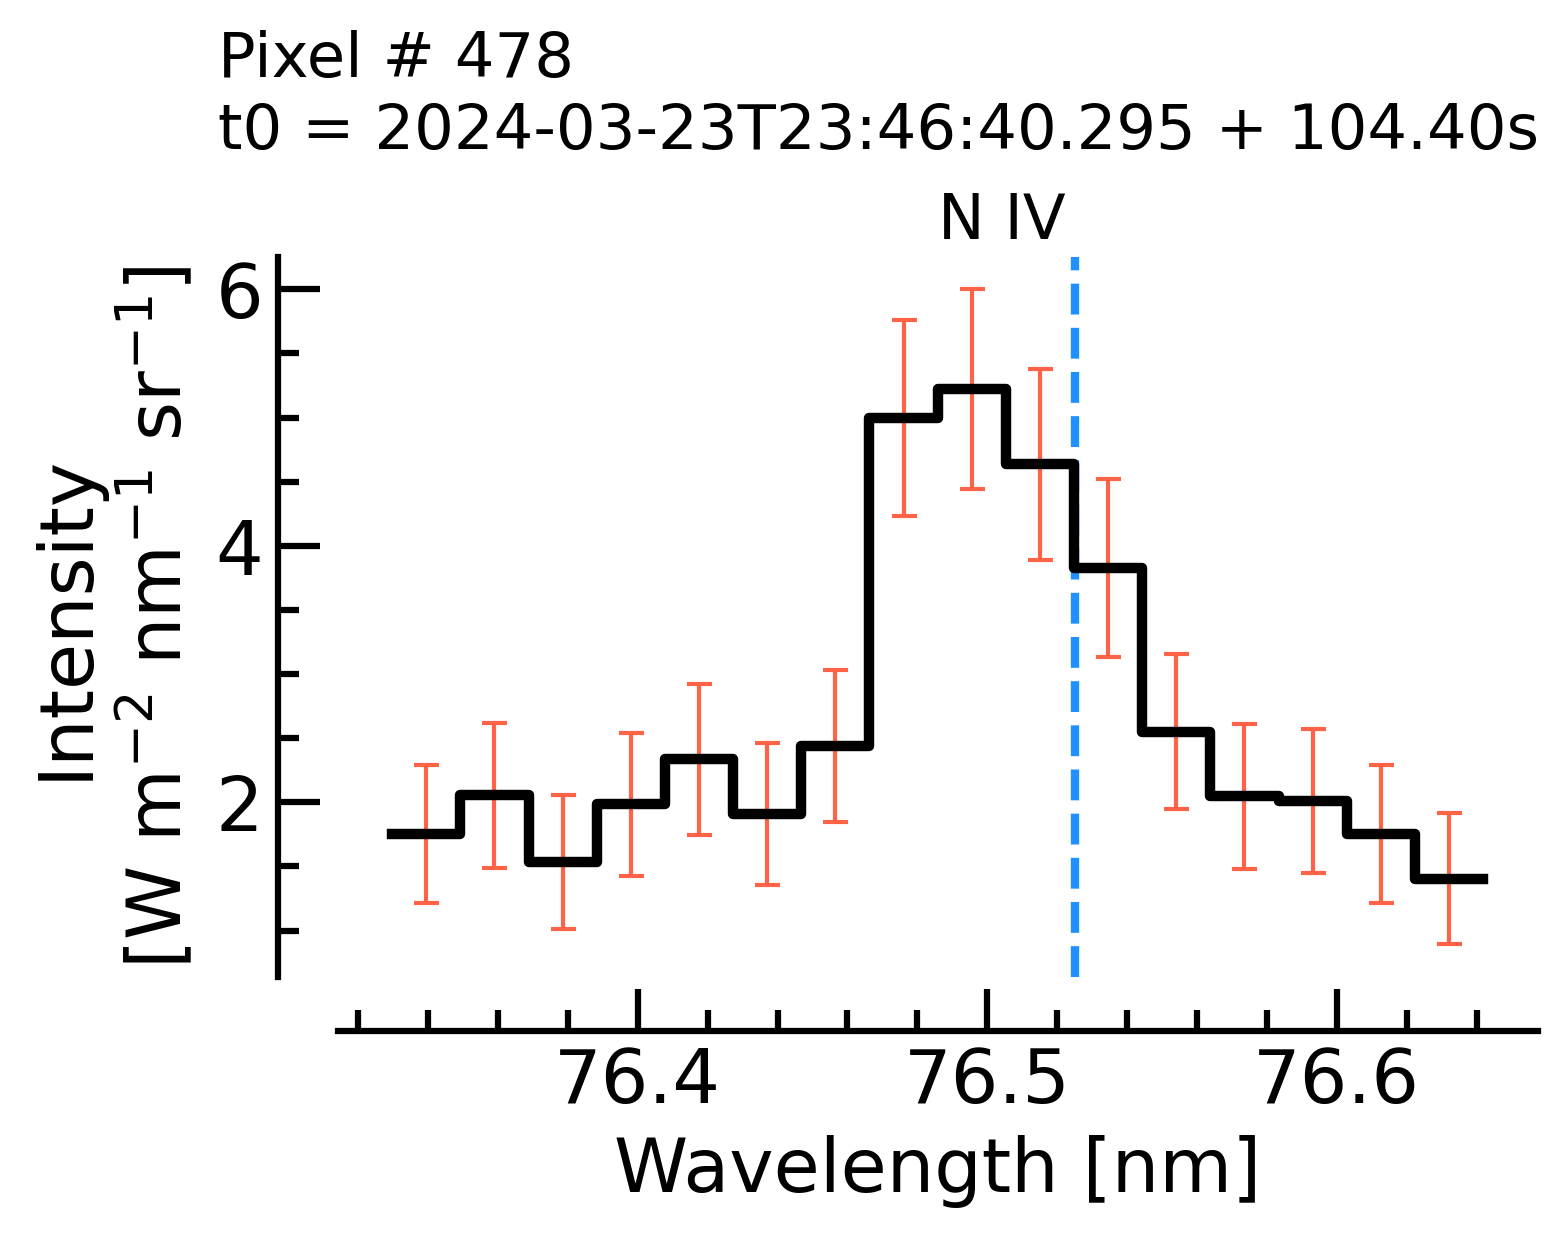 Pixel # 478
t0 = 2024-03-23T23:46:40.295 + 104.40s
N IV
Intensity
[W m⁻² nm⁻¹ sr⁻¹]
6
4
2
76.4 76.5 76.6
Wavelength [nm]